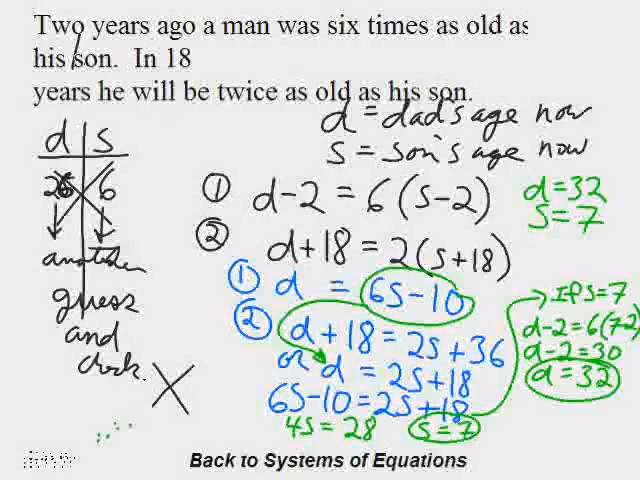 Two years ago a man was six times as old as
his son. In 18
years he will be twice as old as his son.
d = dad's age now
s = son's age now
d s
6
another
guess
and
check.
① d-2 = 6(s-2)
② d+18 = 2(s+18)
d=32
s=7
① d = 6s-10
② d+18 = 2s+36
or d = 2s+18
6s-10=2s+18
4s=28 s=7
If s=7
d-2=6(7-2)
d-2=30
d=32
Back to Systems of Equations